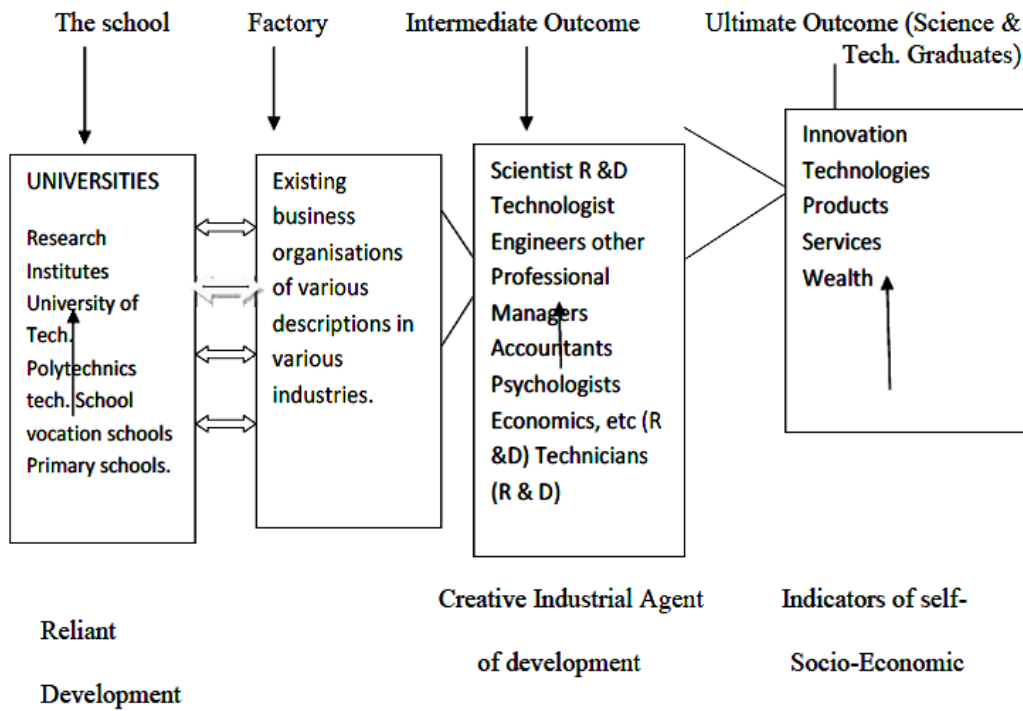 The school
Factory
Intermediate Outcome
Ultimate Outcome (Science &
Tech. Graduates)
UNIVERSITIES
Research
Institutes
University of
Tech.
Polytechnics
tech. School
vocation schools
Primary schools.
Existing
business
organisations
of various
descriptions in
various
industries.
Scientist R &D
Technologist
Engineers other
Professional
Managers
Accountants
Psychologists
Economics, etc (R
&D) Technicians
(R & D)
Innovation
Technologies
Products
Services
Wealth
Creative Industrial Agent
of development
Indicators of self-
Socio-Economic
Reliant
Development